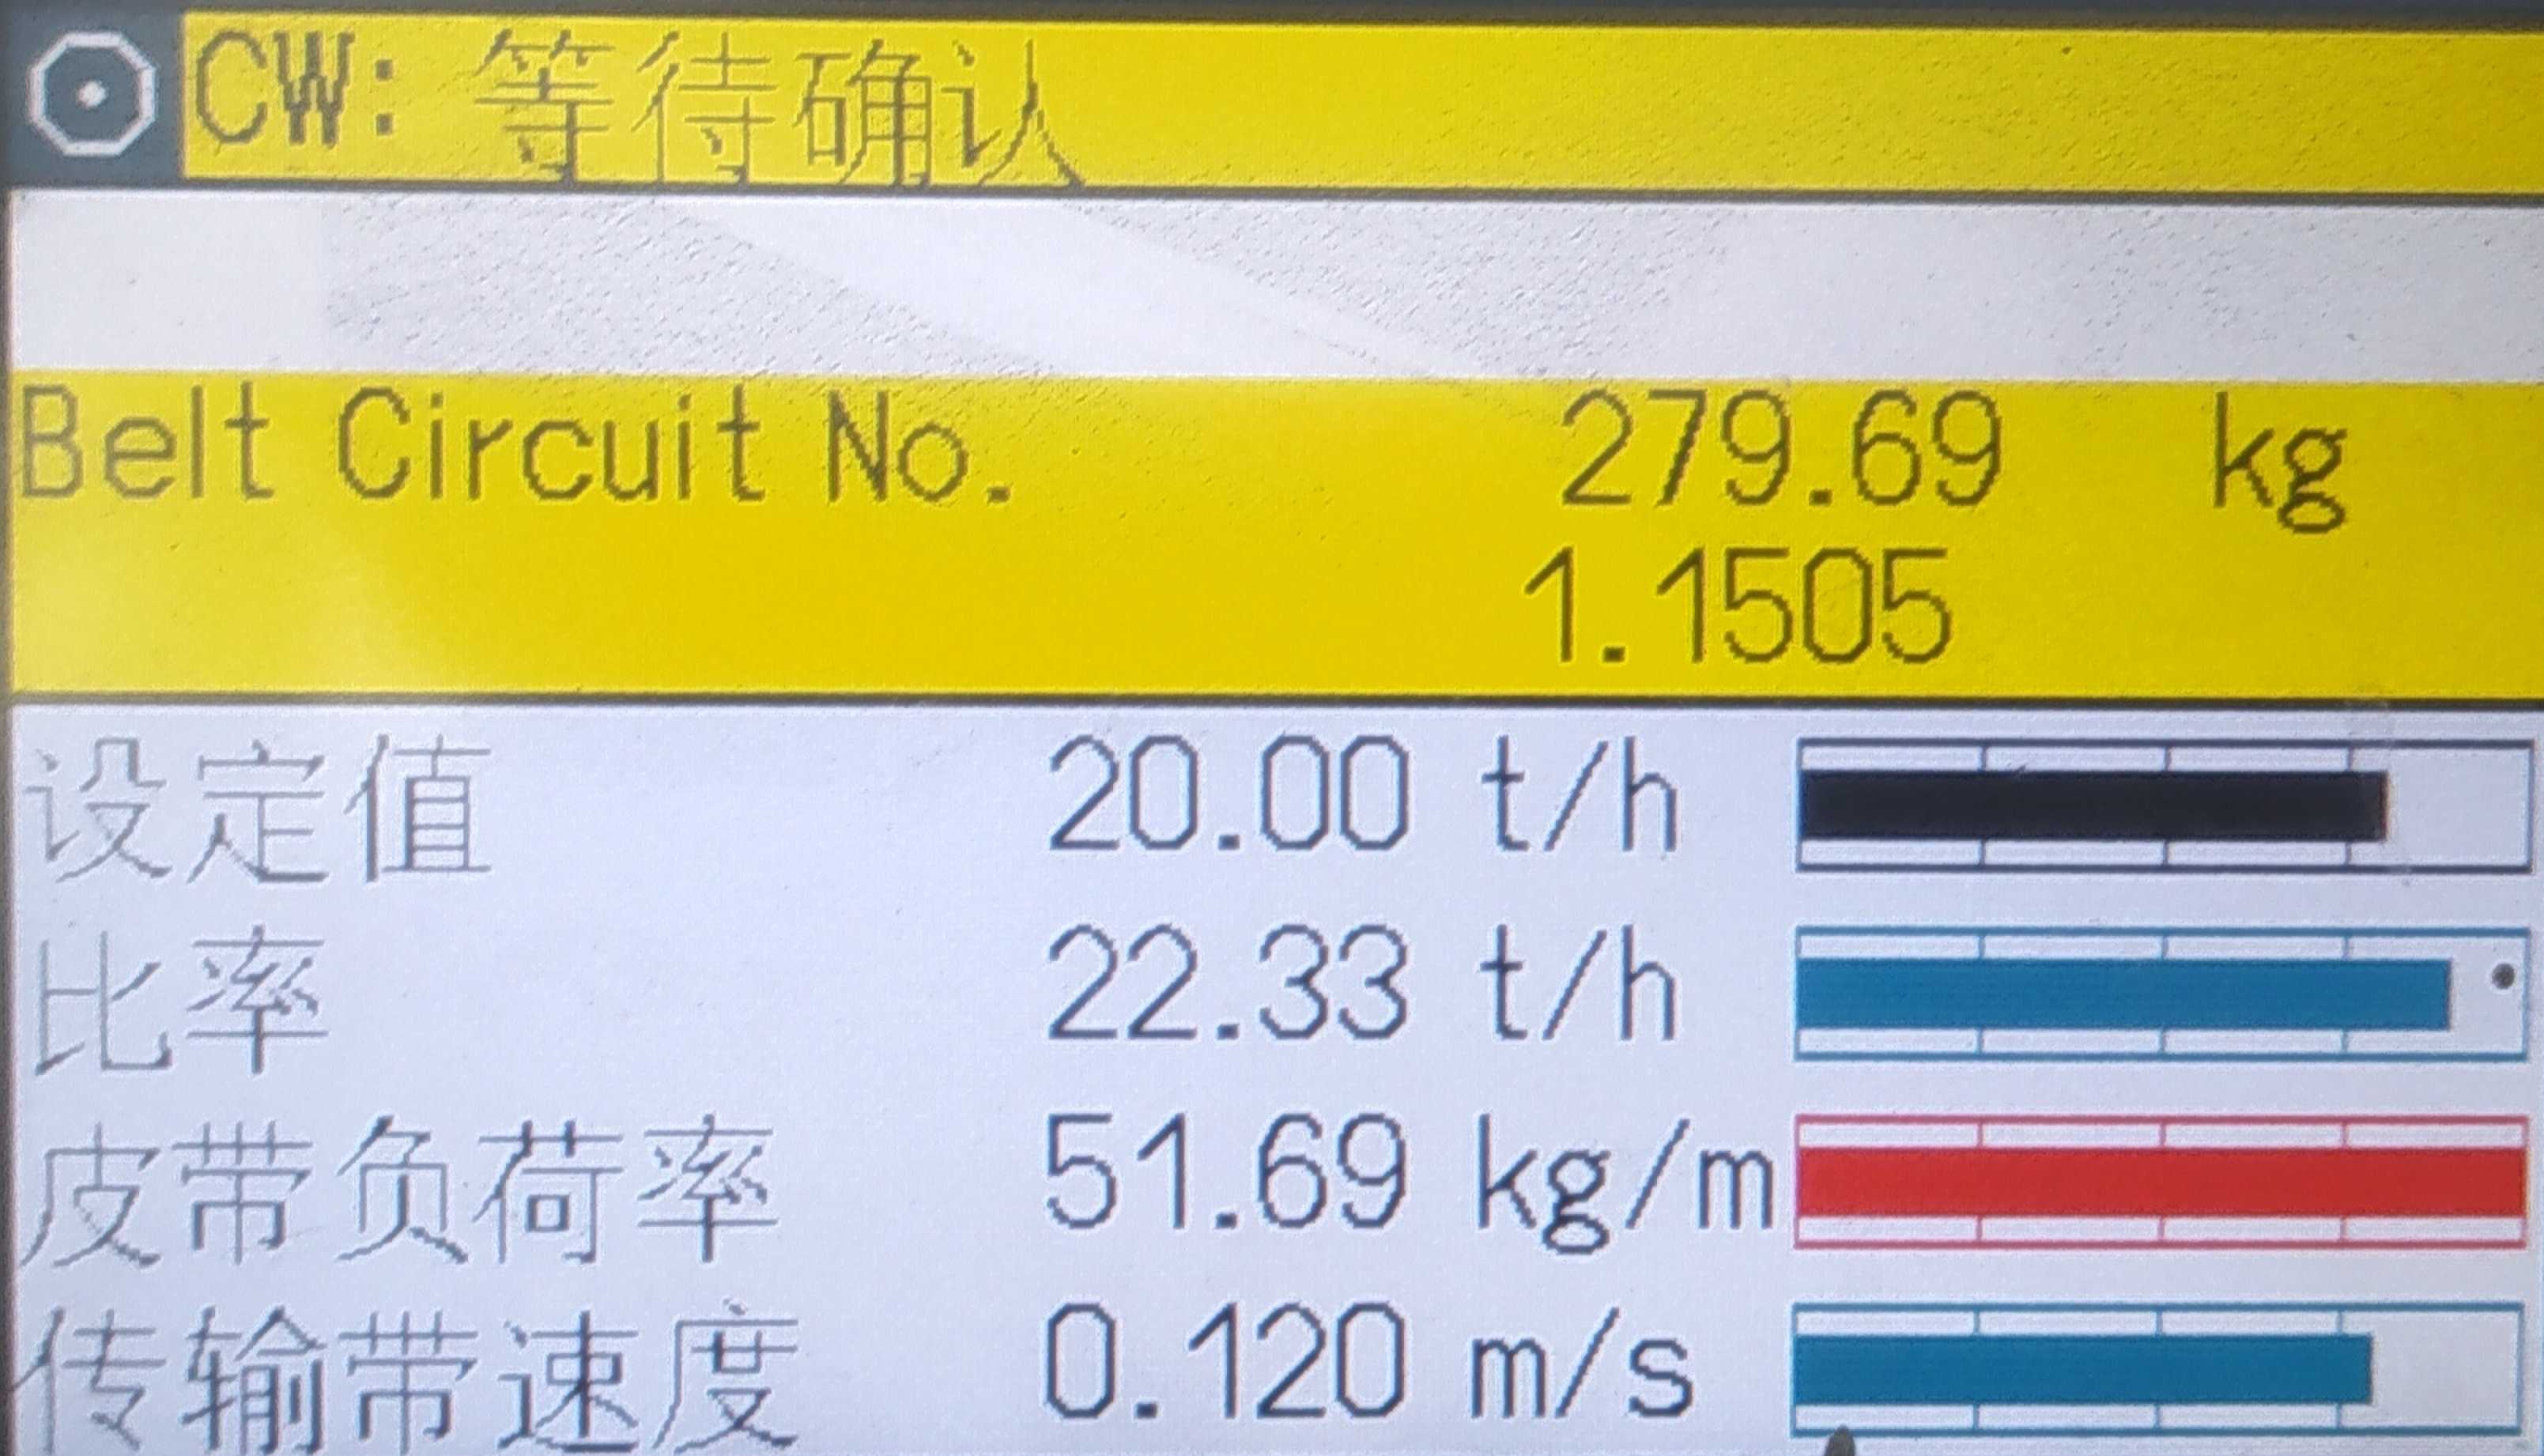 CW: 等待确认
Belt Circuit No. 279.69 kg
1.1505
设定值 20.00 t/h
比率 22.33 t/h
皮带负荷率 51.69 kg/m
传输带速度 0.120 m/s